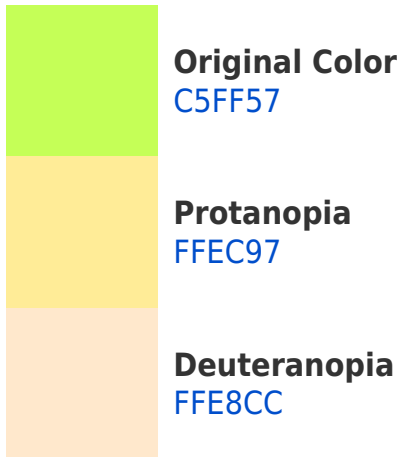 Original Color
C5FF57
Protanopia
FFEC97
Deuteranopia
FFE8CC